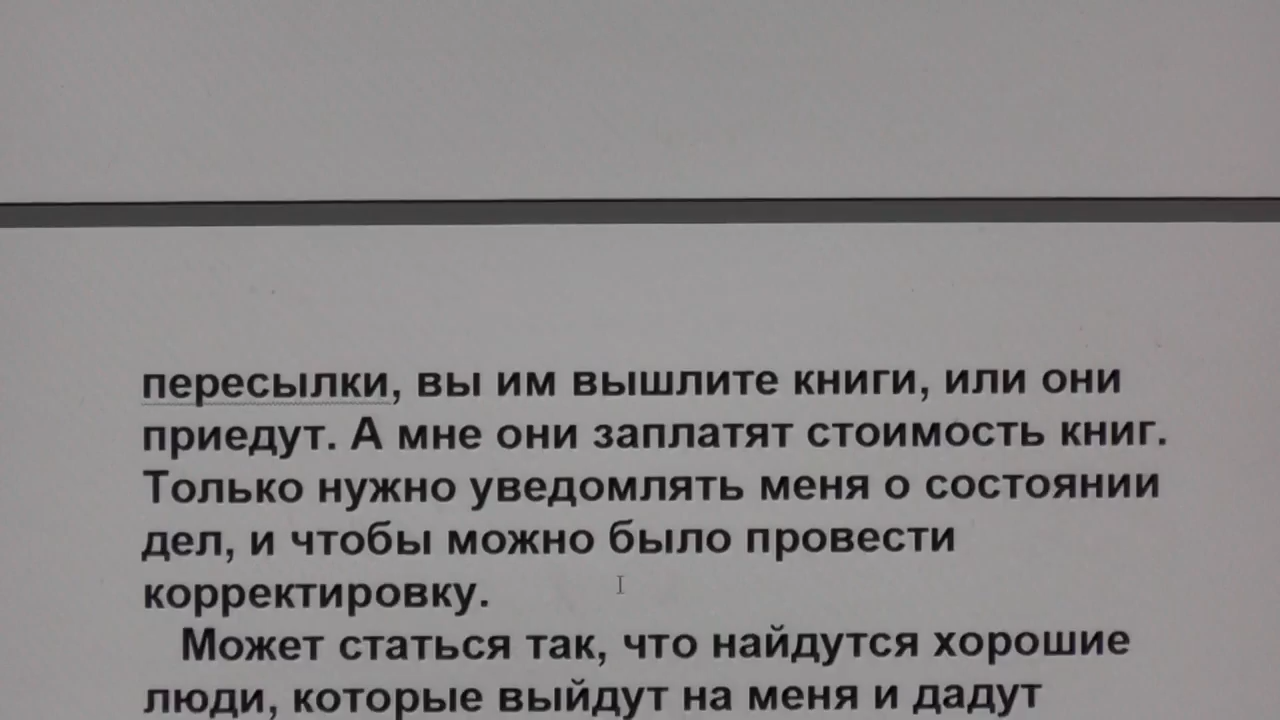 пересылки, вы им вышлите книги, или они
приедут. А мне они заплатят стоимость книг.
Только нужно уведомлять меня о состоянии
дел, и чтобы можно было провести
корректировку.
Может статься так, что найдутся хорошие
люди, которые выйдут на меня и дадут